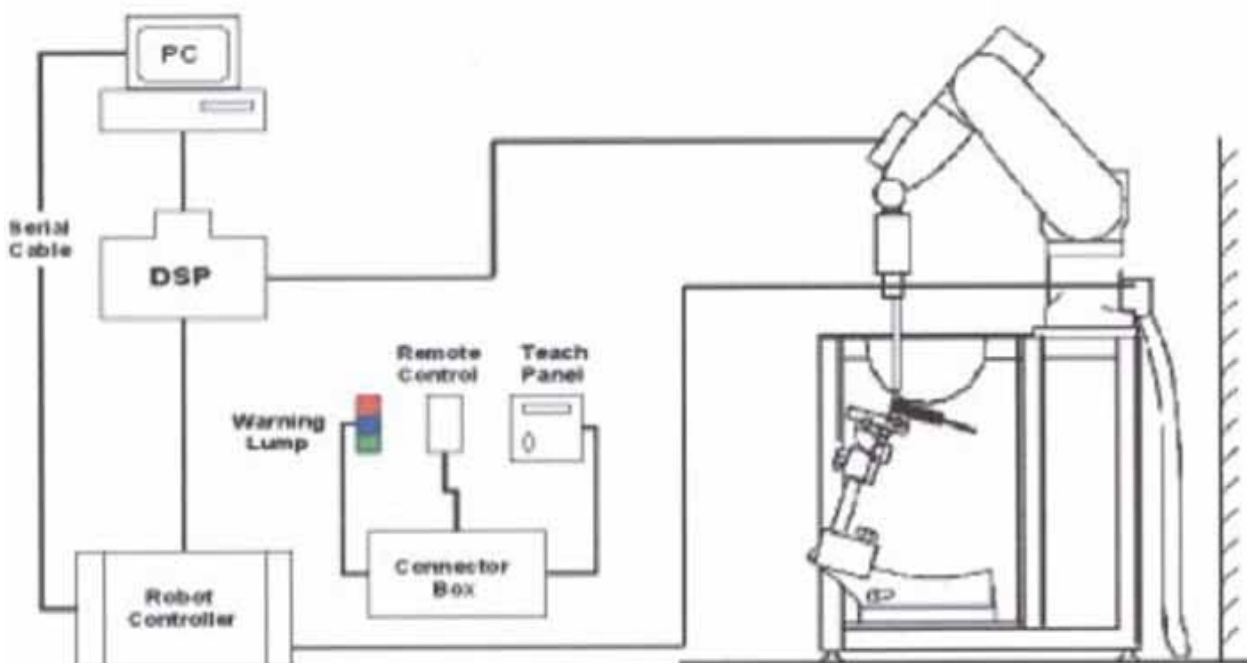 PC
Serial
Cable
DSP
Remote
Control
Teach
Panel
Warning
Lump
Connector
Box
Robot
Controller